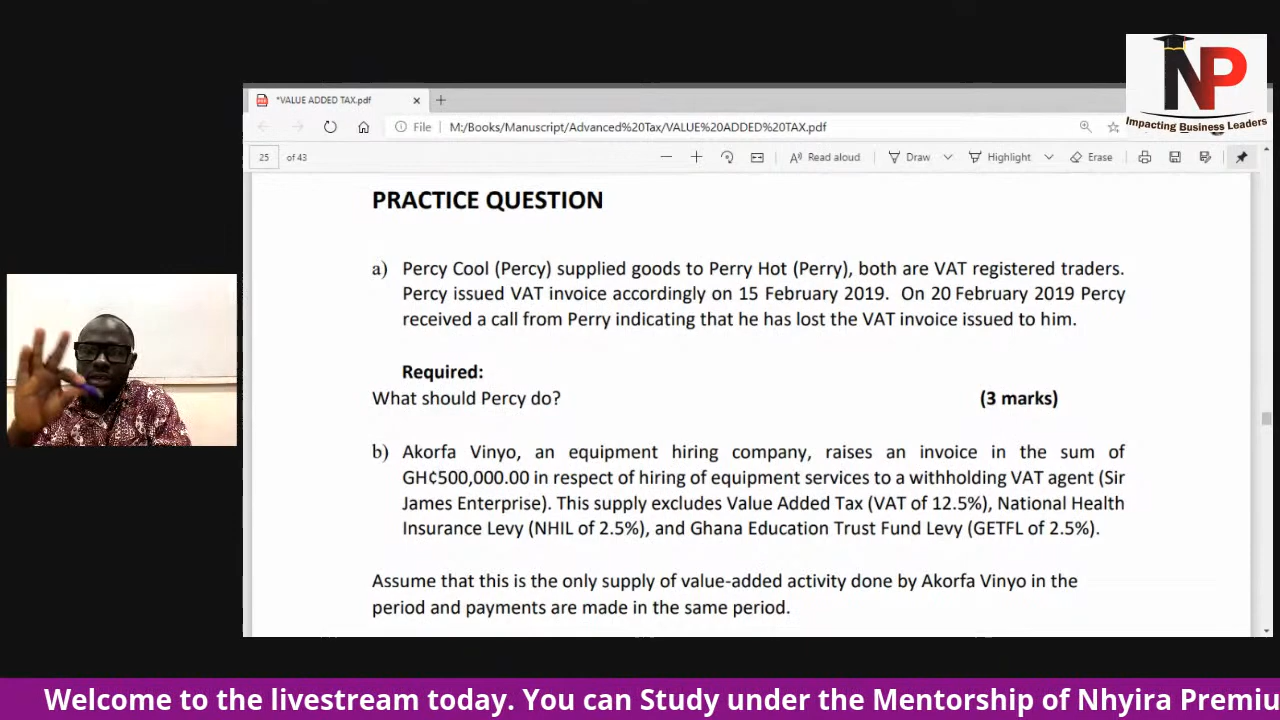 NP
Impacting Business Leaders
*VALUE ADDED TAX.pdf
File M:/Books/Manuscript/Advanced%20Tax/VALUE%20ADDED%20TAX.pdf
25 of 43 Read aloud Draw Highlight Erase
PRACTICE QUESTION
a) Percy Cool (Percy) supplied goods to Perry Hot (Perry), both are VAT registered traders.
Percy issued VAT invoice accordingly on 15 February 2019. On 20 February 2019 Percy
received a call from Perry indicating that he has lost the VAT invoice issued to him.
Required:
What should Percy do? (3 marks)
b) Akorfa Vinyo, an equipment hiring company, raises an invoice in the sum of
GH¢500,000.00 in respect of hiring of equipment services to a withholding VAT agent (Sir
James Enterprise). This supply excludes Value Added Tax (VAT of 12.5%), National Health
Insurance Levy (NHIL of 2.5%), and Ghana Education Trust Fund Levy (GETFL of 2.5%).
Assume that this is the only supply of value-added activity done by Akorfa Vinyo in the
period and payments are made in the same period.
Welcome to the livestream today. You can Study under the Mentorship of Nhyira Premiu